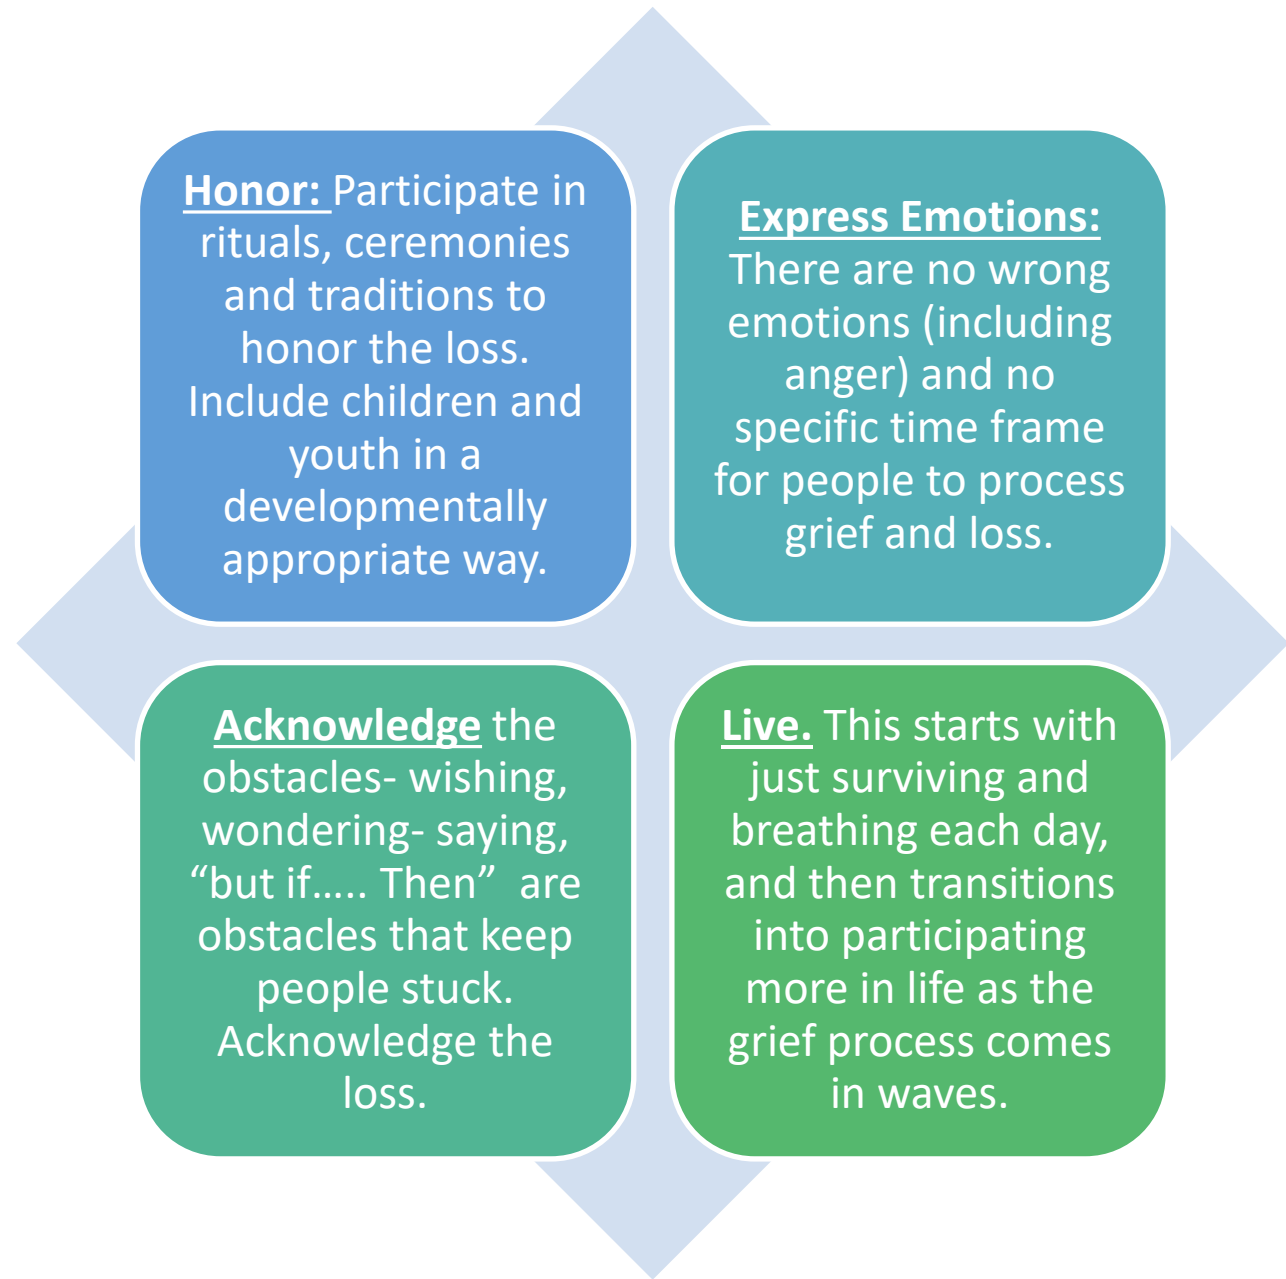 Honor: Participate in
rituals, ceremonies
and traditions to
honor the loss.
Include children and
youth in a
developmentally
appropriate way.
Express Emotions:
There are no wrong
emotions (including
anger) and no
specific time frame
for people to process
grief and loss.
Acknowledge the
obstacles- wishing,
wondering- saying,
“but if….. Then”  are
obstacles that keep
people stuck.
Acknowledge the
loss.
Live. This starts with
just surviving and
breathing each day,
and then transitions
into participating
more in life as the
grief process comes
in waves.